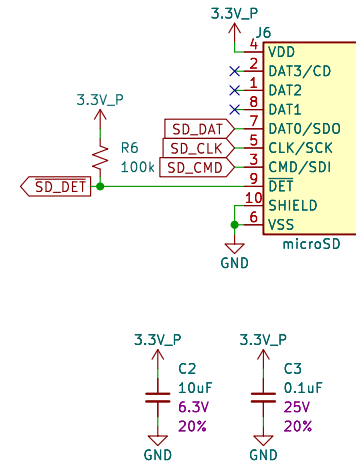 3.3V_P
J6
4 VDD
2 DAT3/CD
1 DAT2
8 DAT1
SD_DAT 7 DAT0/SDO
SD_CLK 5 CLK/SCK
SD_CMD 3 CMD/SDI
3.3V_P
R6
100k
SD_DET 9 DET
10 SHIELD
6 VSS
microSD
GND
3.3V_P
C2
10uF
6.3V
20%
GND
3.3V_P
C3
0.1uF
25V
20%
GND